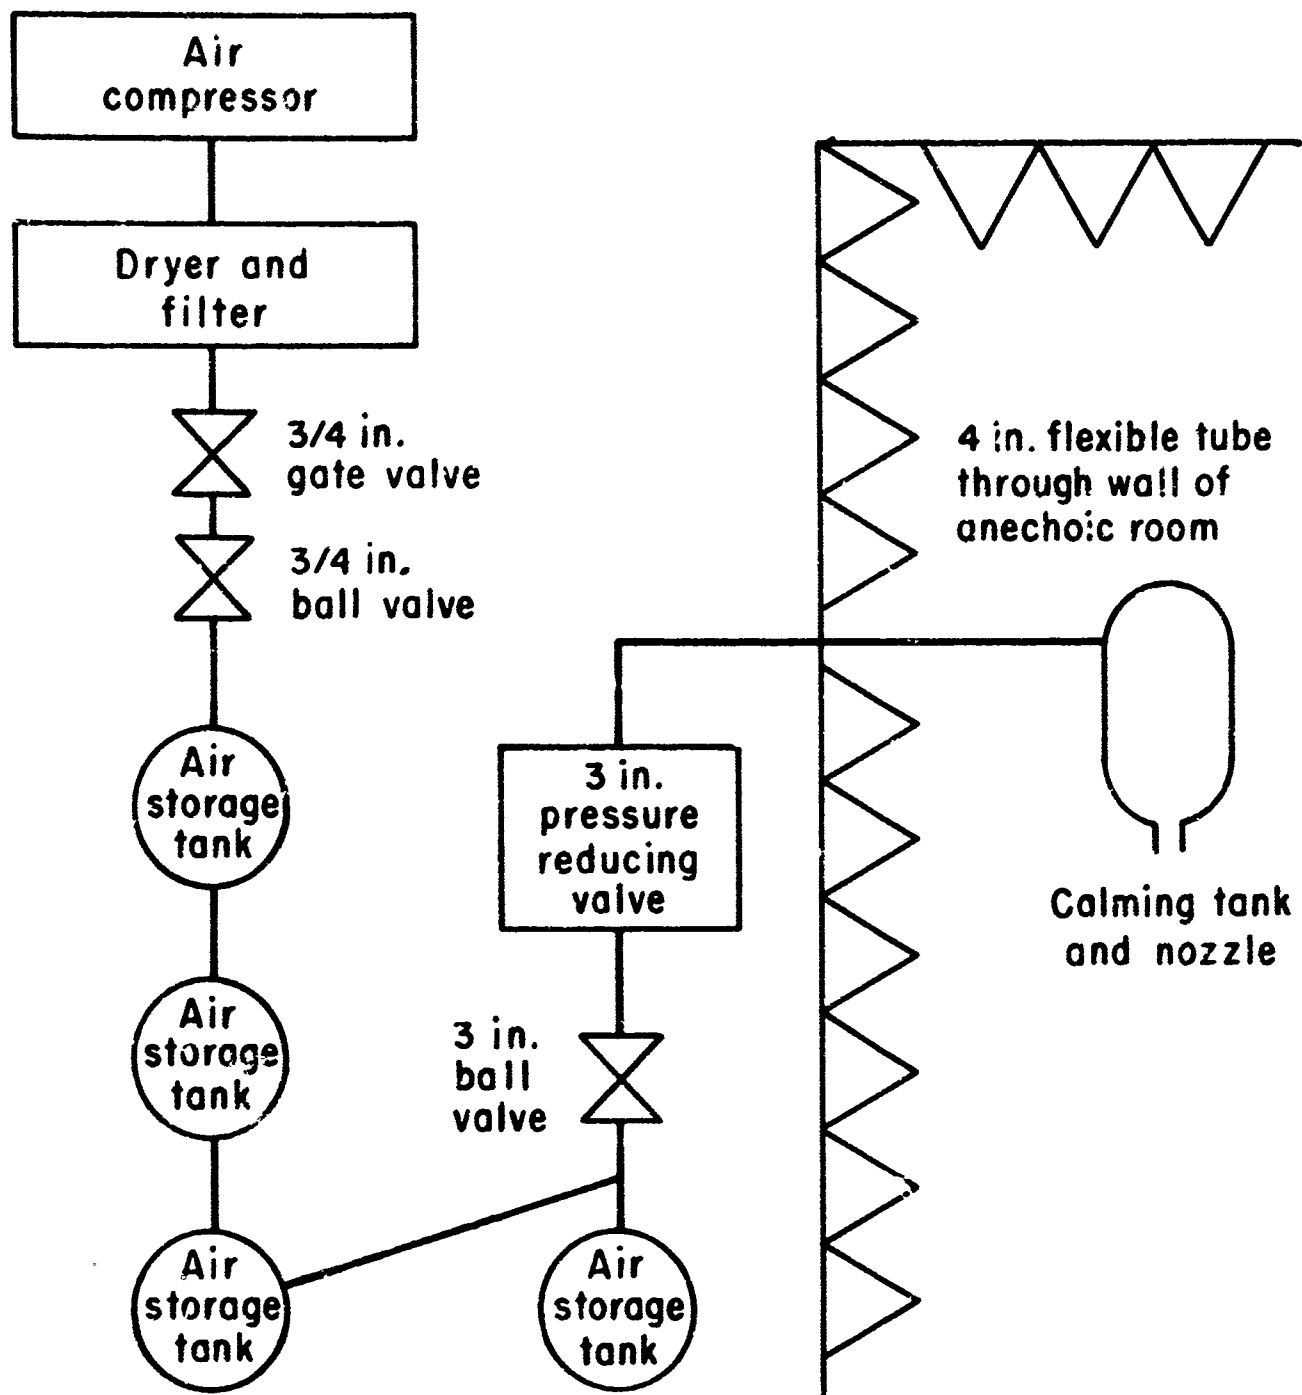 Air
compressor
Dryer and
filter
3/4 in.
gate valve
3/4 in.
ball valve
Air
storage
tank
Air
storage
tank
Air
storage
tank
3 in.
pressure
reducing
valve
3 in.
ball
valve
Air
storage
tank
4 in. flexible tube
through wall of
anechoic room
Calming tank
and nozzle